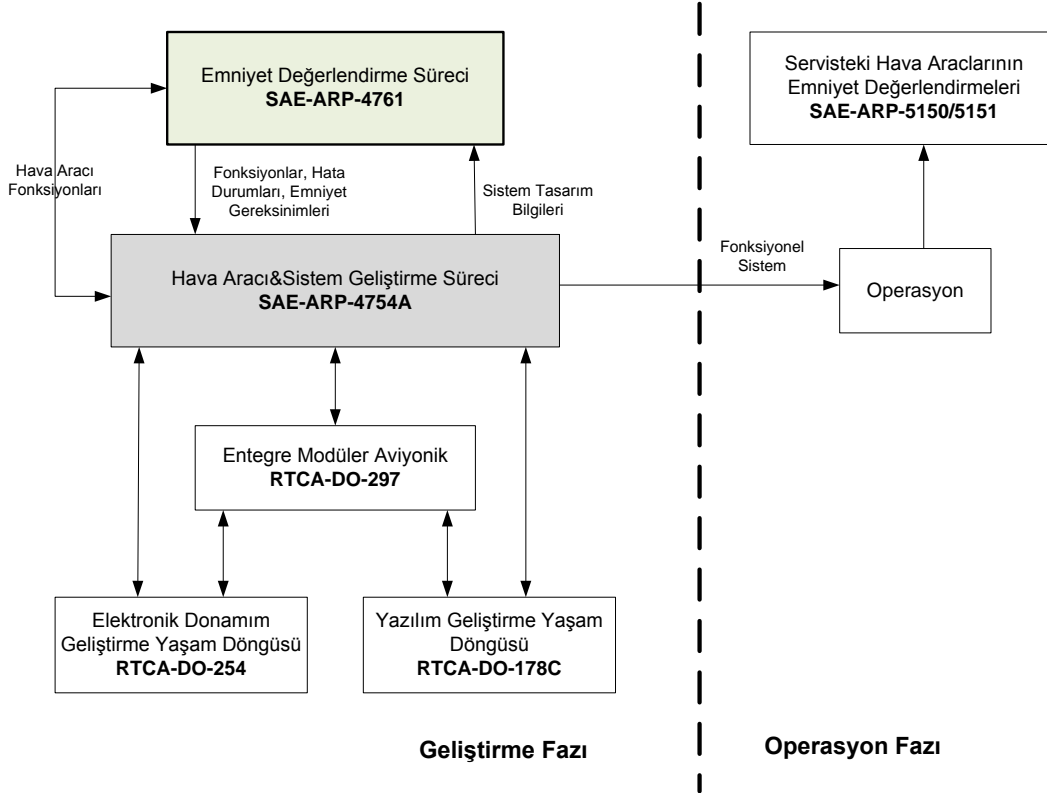 Emniyet Değerlendirme Süreci
SAE-ARP-4761
Servisteki Hava Araçlarının
Emniyet Değerlendirmeleri
SAE-ARP-5150/5151
Hava Aracı
Fonksiyonları
Fonksiyonlar, Hata
Durumları, Emniyet
Gereksinimleri
Sistem Tasarım
Bilgileri
Hava Aracı&Sistem Geliştirme Süreci
SAE-ARP-4754A
Fonksiyonel
Sistem
Operasyon
Entegre Modüler Aviyonik
RTCA-DO-297
Elektronik Donamım
Geliştirme Yaşam Döngüsü
RTCA-DO-254
Yazılım Geliştirme Yaşam
Döngüsü
RTCA-DO-178C
Geliştirme Fazı
Operasyon Fazı